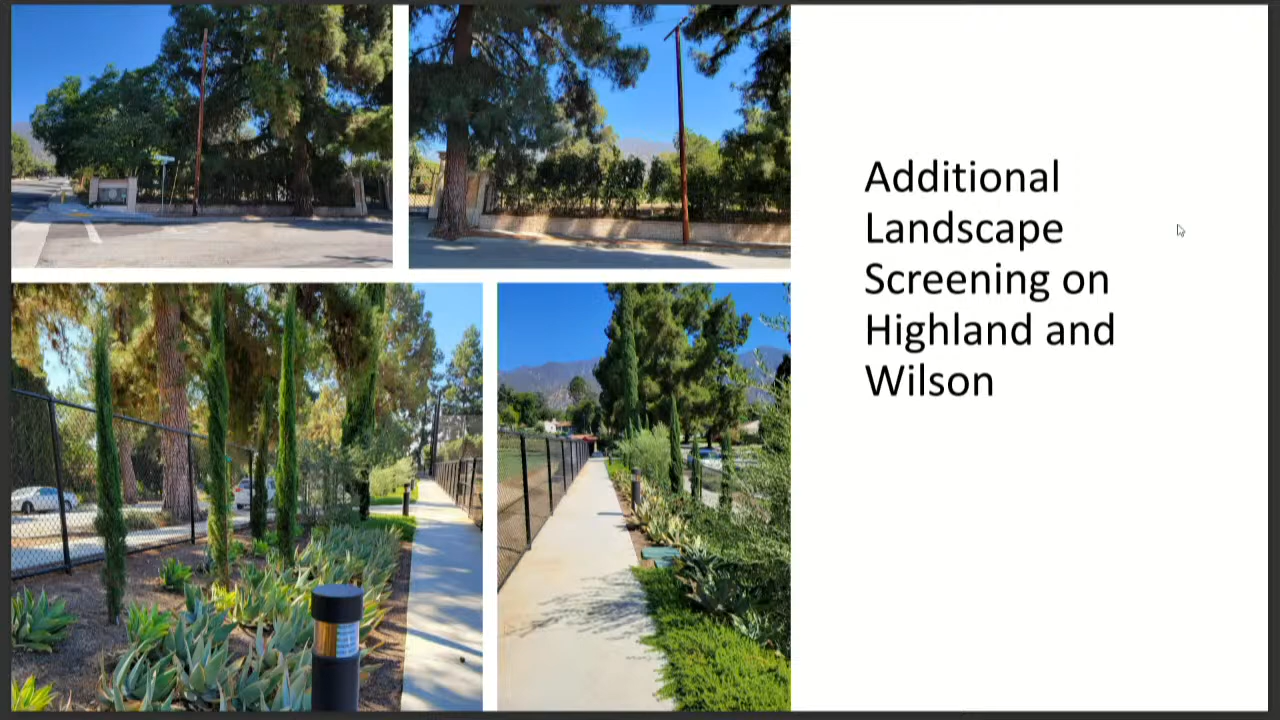 Additional
Landscape
Screening on
Highland and
Wilson